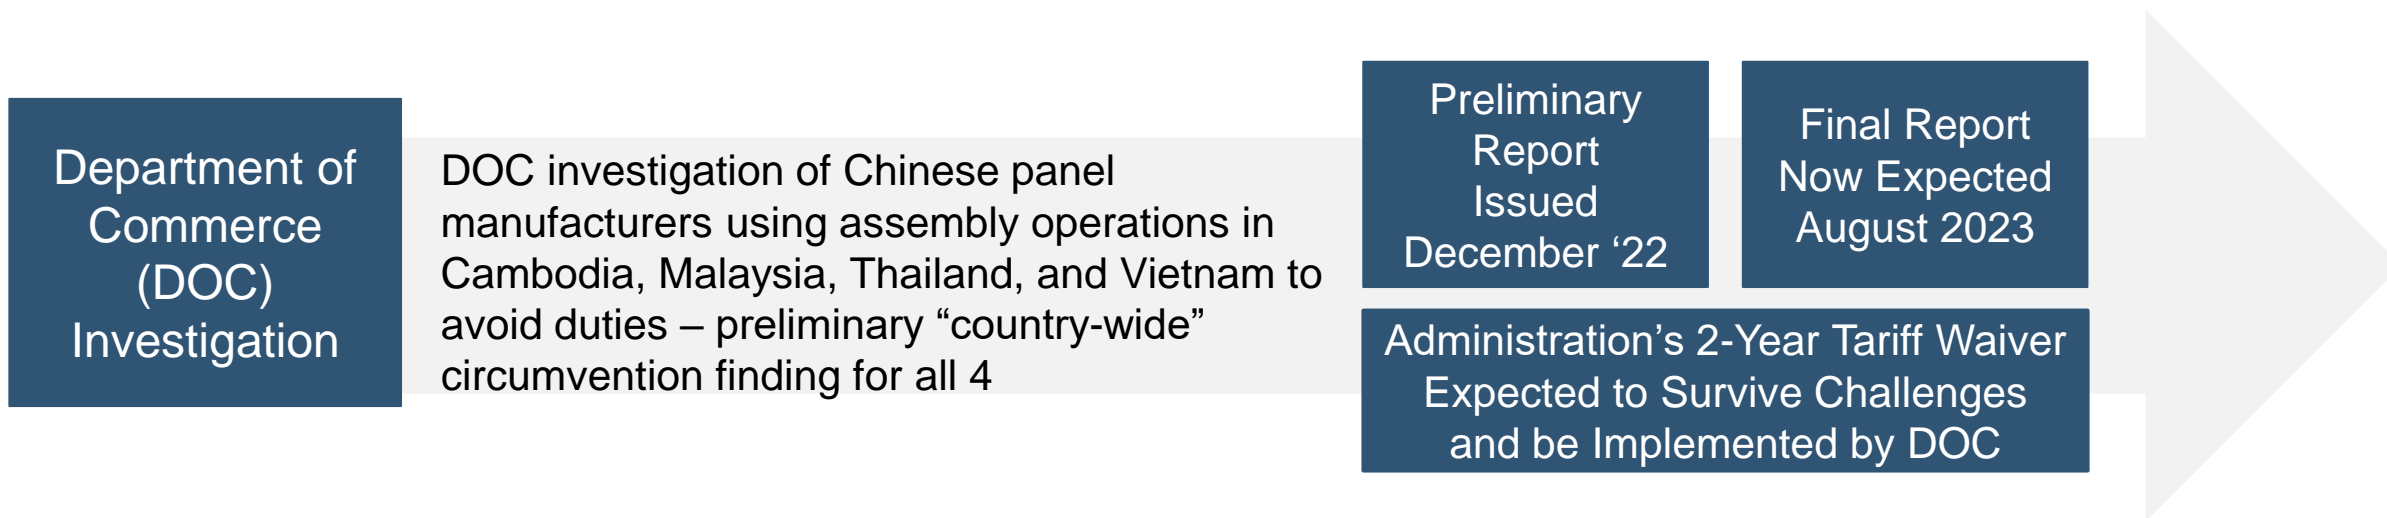 Department of
Commerce
(DOC)
Investigation
DOC investigation of Chinese panel
manufacturers using assembly operations in
Cambodia, Malaysia, Thailand, and Vietnam to
avoid duties – preliminary “country-wide”
circumvention finding for all 4
Preliminary
Report
Issued
December ‘22
Final Report
Now Expected
August 2023
Administration’s 2-Year Tariff Waiver
Expected to Survive Challenges
and be Implemented by DOC